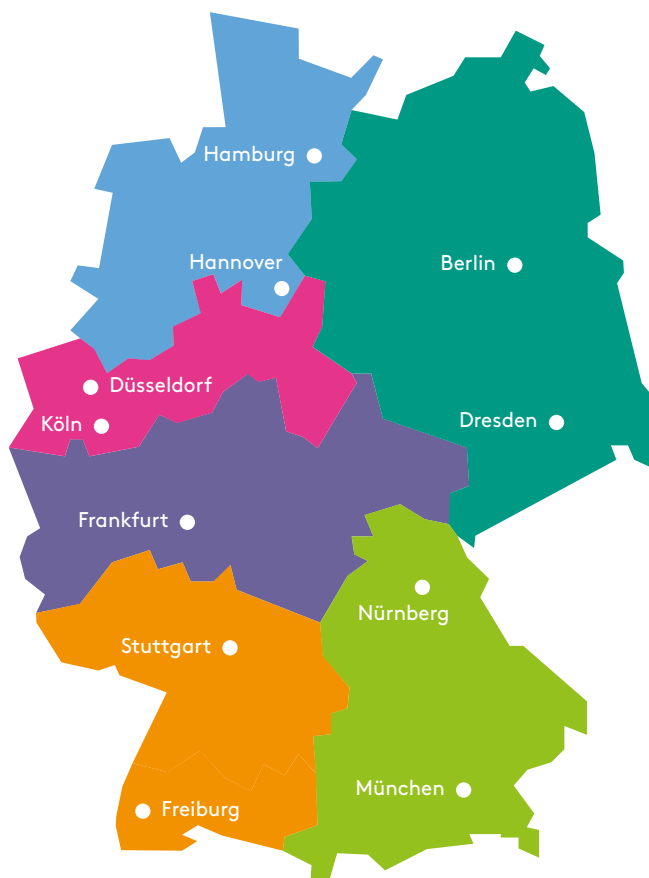 Hamburg
Hannover
Berlin
Düsseldorf
Köln
Dresden
Frankfurt
Nürnberg
Stuttgart
München
Freiburg